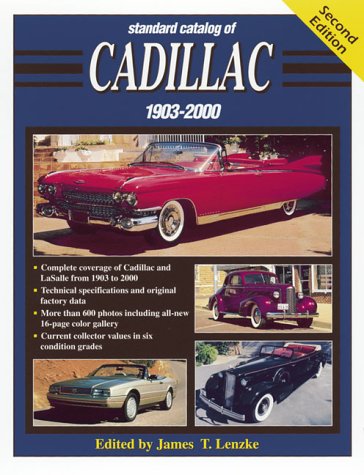 standard catalog of
Second
Edition
CADILLAC
1903-2000
Complete coverage of Cadillac and
LaSalle from 1903 to 2000
Technical specifications and original
factory data
More than 600 photos including all-new
16-page color gallery
Current collector values in six
condition grades
Edited by James T. Lenzke